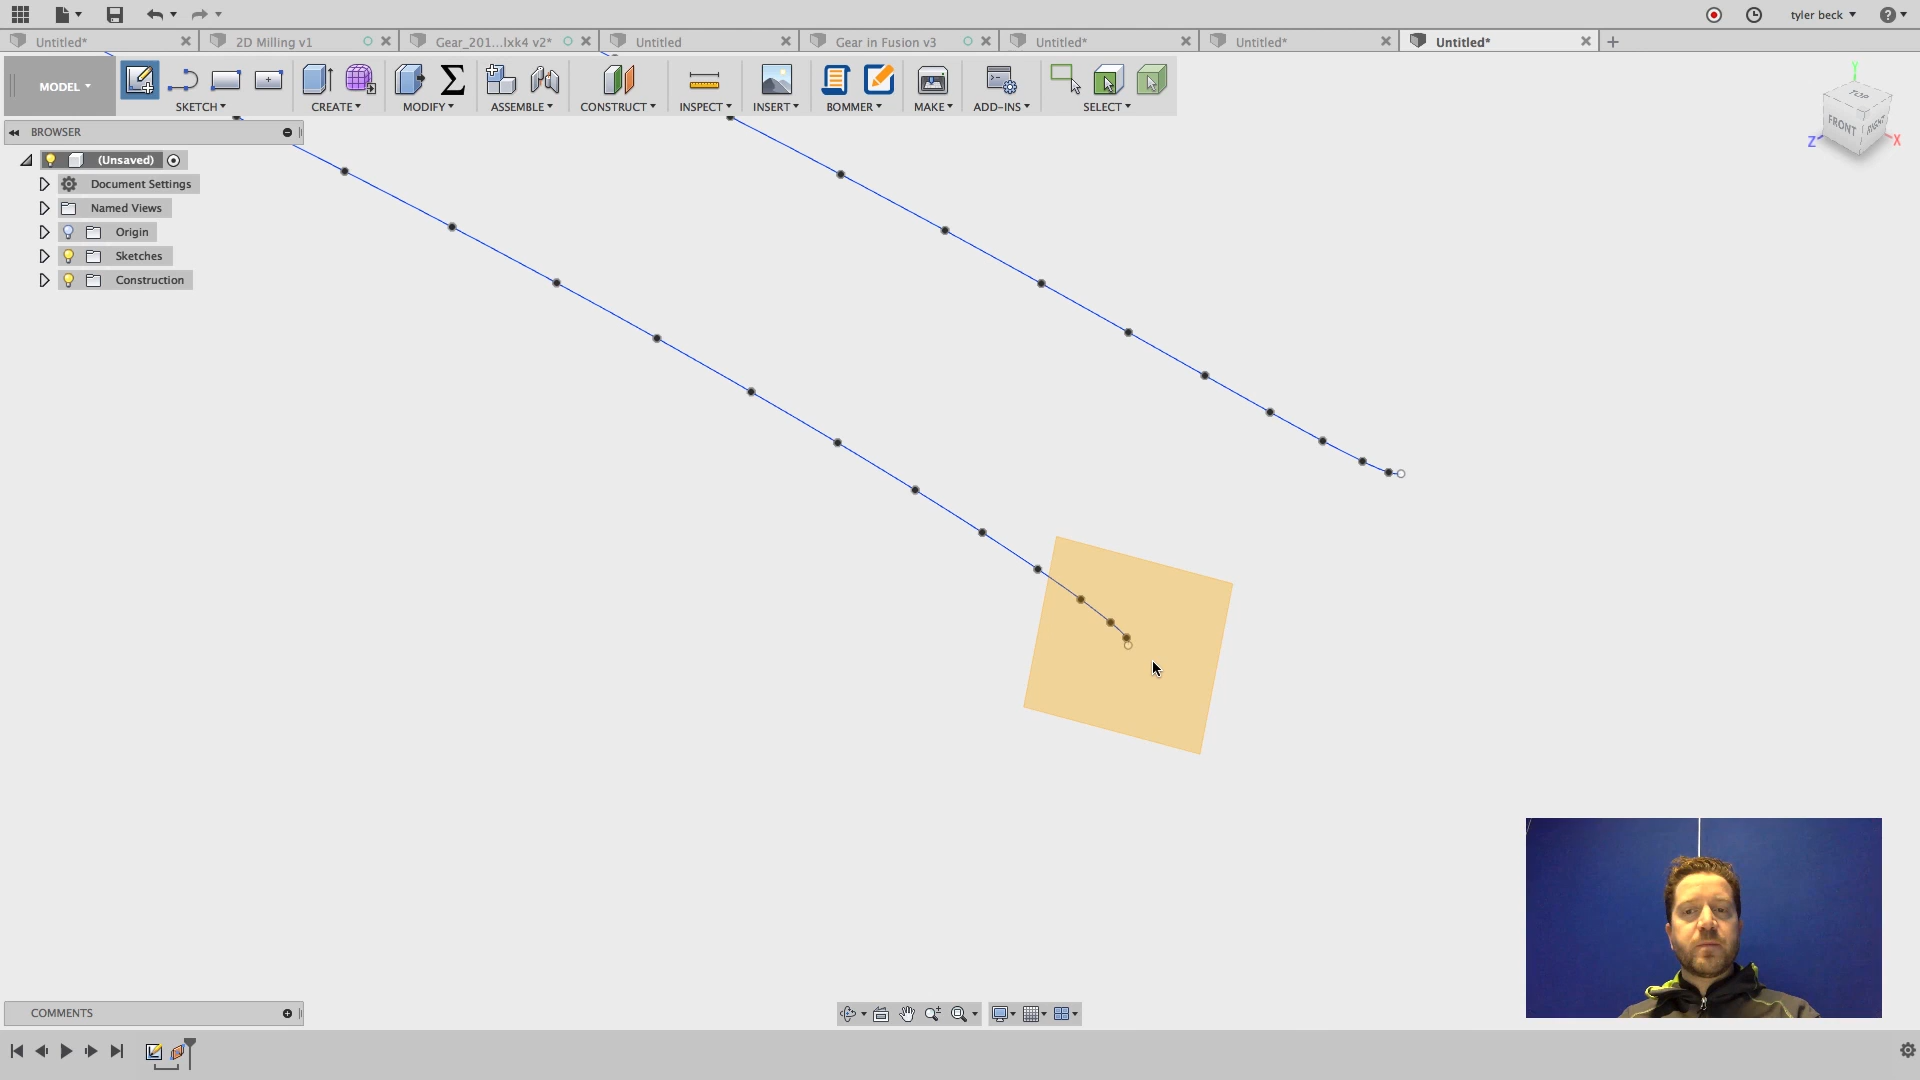 tyler beck
Untitled*
2D Milling v1
Gear_201...lxk4 v2*
Untitled
Gear in Fusion v3
Untitled*
Untitled*
Untitled*
MODEL
SKETCH
CREATE
MODIFY
ASSEMBLE
CONSTRUCT
INSPECT
INSERT
BOMMER
MAKE
ADD-INS
SELECT
BROWSER
(Unsaved)
Document Settings
Named Views
Origin
Sketches
Construction
Y
TOP
FRONT
RIGHT
Z
X
COMMENTS